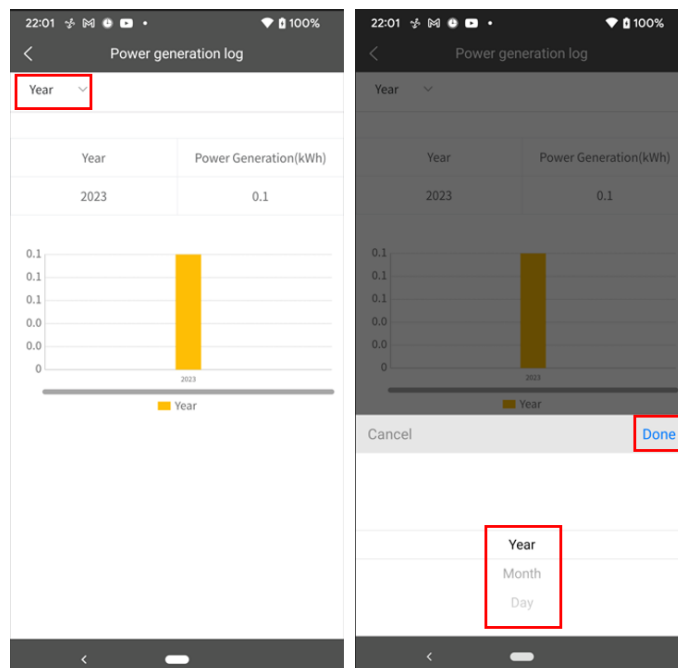 22:01 100%
Power generation log
Year
Year Power Generation(kWh)
2023 0.1
0.1
0.1
0.1
0.0
0.0
0
2023
Year
22:01 100%
Power generation log
Year
Year Power Generation(kWh)
2023 0.1
0.1
0.1
0.1
0.0
0.0
0
2023
Year
Cancel Done
Year
Month
Day